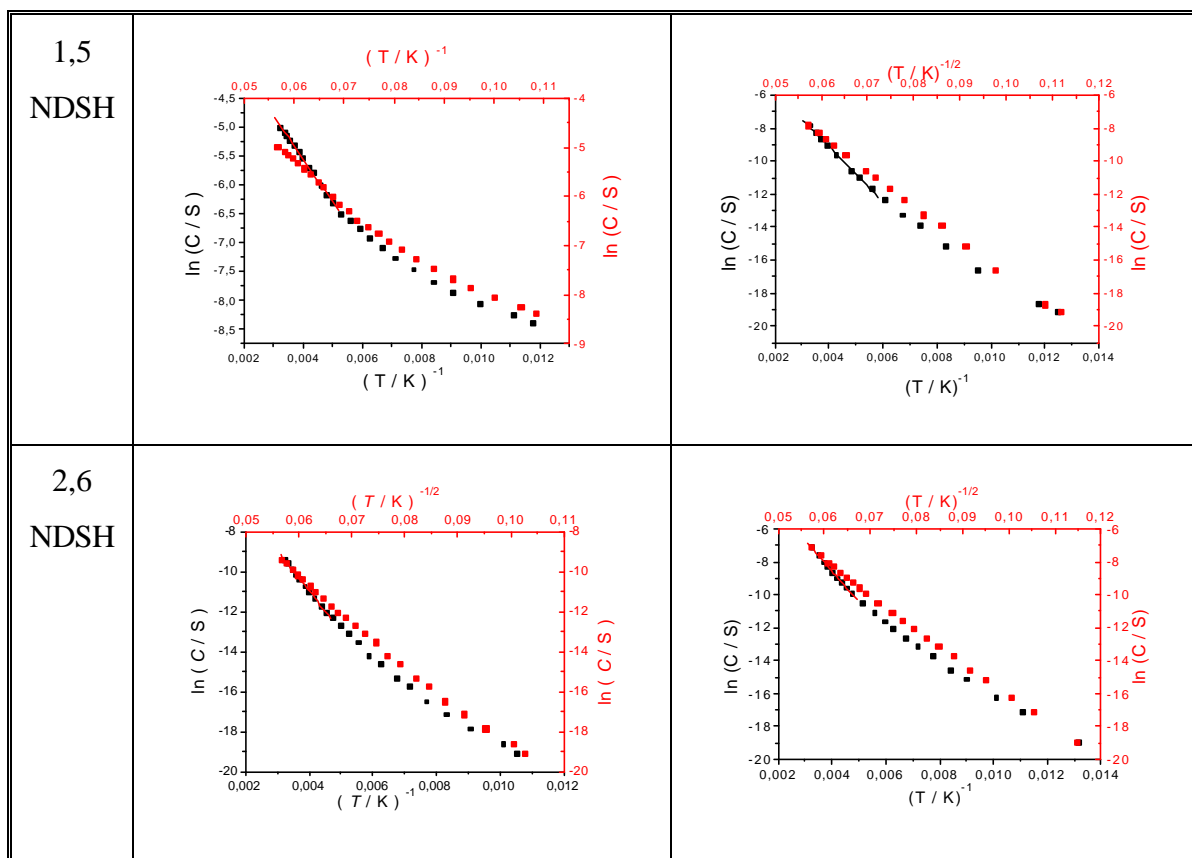 1,5
NDSH
( T / K ) -1
0,05 0,06 0,07 0,08 0,09 0,10 0,11
-4,5
-5,0
-5,5
-6,0
-6,5
-7,0
-7,5
-8,0
-8,5
ln ( C / S )
-4
-5
-6
-7
-8
-9
ln (C / S )
0,002 0,004 0,006 0,008 0,010 0,012
( T / K ) -1
(T / K) -1/2
0,05 0,06 0,07 0,08 0,09 0,10 0,11 0,12
-6
-8
-10
-12
-14
-16
-18
-20
ln (C / S)
-6
-8
-10
-12
-14
-16
-18
-20
ln (C / S)
0,002 0,004 0,006 0,008 0,010 0,012 0,014
(T / K)-1
2,6
NDSH
( T / K ) -1/2
0,05 0,06 0,07 0,08 0,09 0,10 0,11
-8
-10
-12
-14
-16
-18
-20
ln ( C / S )
-8
-10
-12
-14
-16
-18
-20
ln ( C / S )
0,002 0,004 0,006 0,008 0,010 0,012
( T / K ) -1
(T / K) -1/2
0,05 0,06 0,07 0,08 0,09 0,10 0,11 0,12
-6
-8
-10
-12
-14
-16
-18
-20
ln (C / S)
-6
-8
-10
-12
-14
-16
-18
-20
ln (C / S)
0,002 0,004 0,006 0,008 0,010 0,012 0,014
(T / K)-1